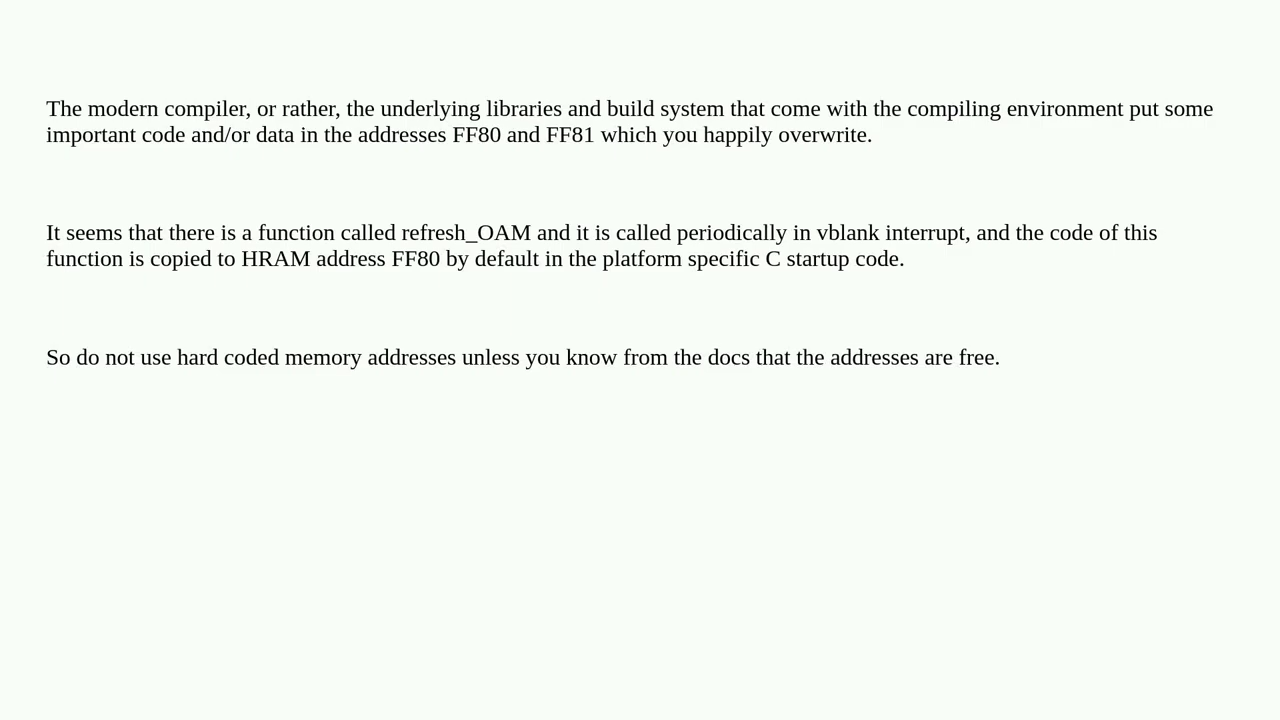 The modern compiler, or rather, the underlying libraries and build system that come with the compiling environment put some
important code and/or data in the addresses FF80 and FF81 which you happily overwrite.
It seems that there is a function called refresh_OAM and it is called periodically in vblank interrupt, and the code of this
function is copied to HRAM address FF80 by default in the platform specific C startup code.
So do not use hard coded memory addresses unless you know from the docs that the addresses are free.